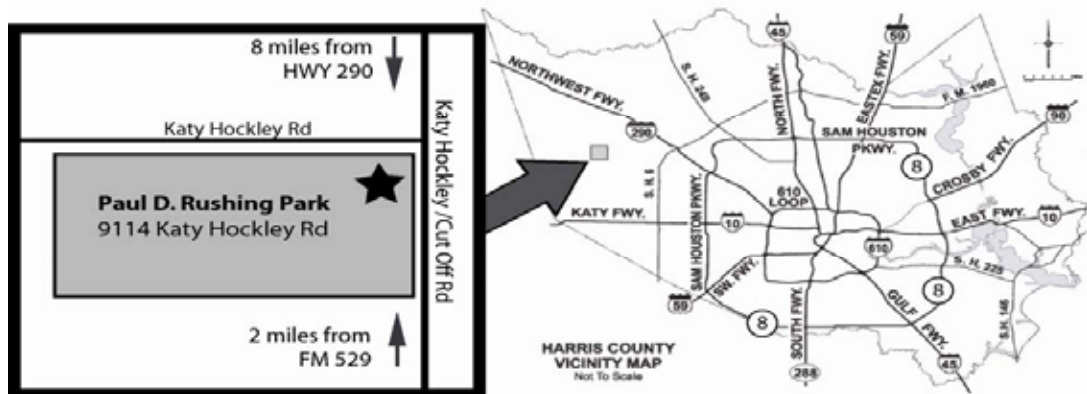 8 miles from
HWY 290
Katy Hockley Rd
Paul D. Rushing Park
9114 Katy Hockley Rd
2 miles from
FM 529
Katy Hockley /Cut Off Rd
45
59
NORTHWEST FWY.
S. H. 249
NORTH FWY.
EASTEX FWY.
F. M. 1960
90
290
SAM HOUSTON
PKWY.
8
CROSBY FWY.
S. H. 6
610
LOOP
KATY FWY.
10
SAM HOUSTON PKWY.
EAST FWY.
10
610
S. H. 225
SW. FWY.
59
8
8
GULF FWY.
SOUTH FWY.
S.H. 146
HARRIS COUNTY
VICINITY MAP
Not To Scale
288
45